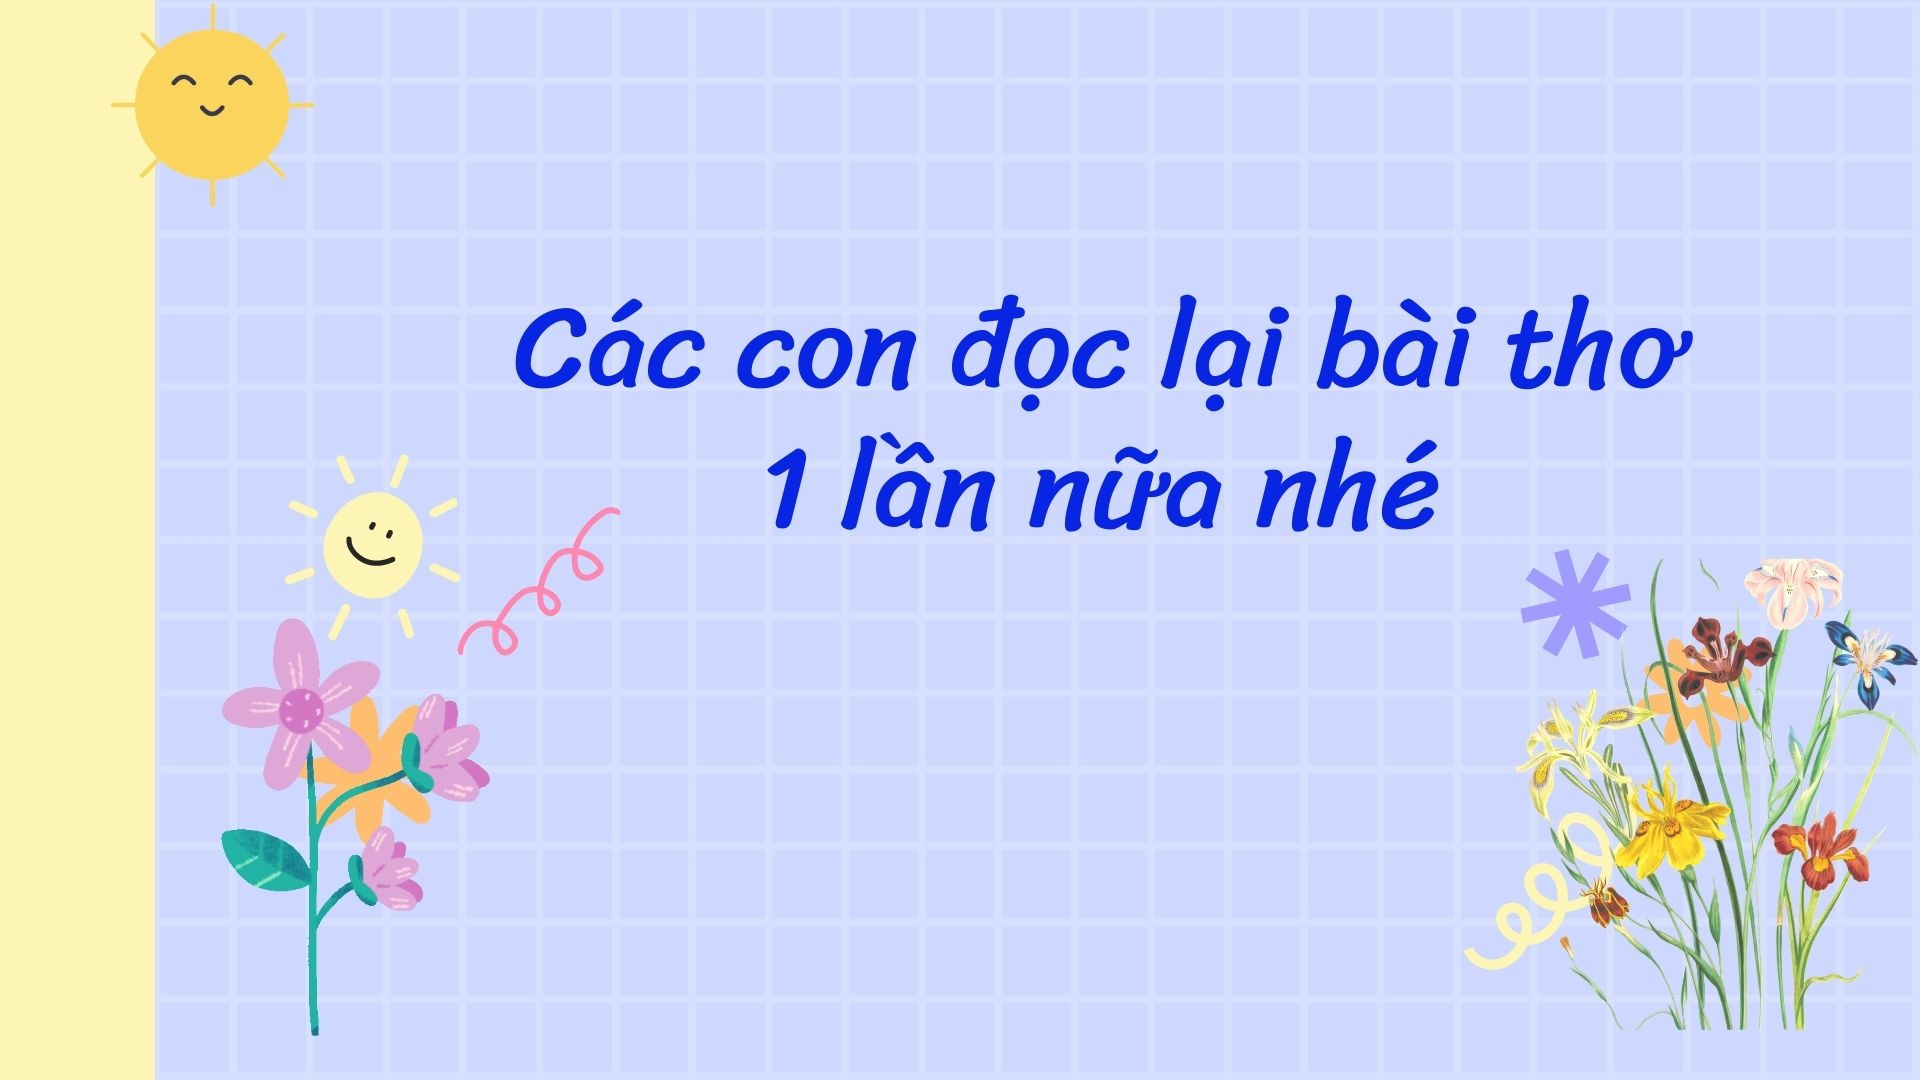 Các con đọc lại bài thơ
1 lần nữa nhé